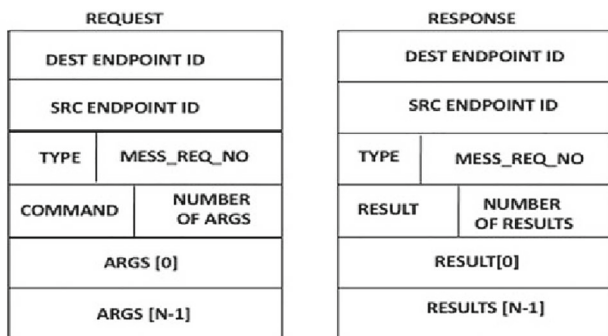 REQUEST
DEST ENDPOINT ID
SRC ENDPOINT ID
TYPE MESS_REQ_NO
COMMAND NUMBER OF ARGS
ARGS [0]
ARGS [N-1]
RESPONSE
DEST ENDPOINT ID
SRC ENDPOINT ID
TYPE MESS_REQ_NO
RESULT NUMBER OF RESULTS
RESULT[0]
RESULTS [N-1]